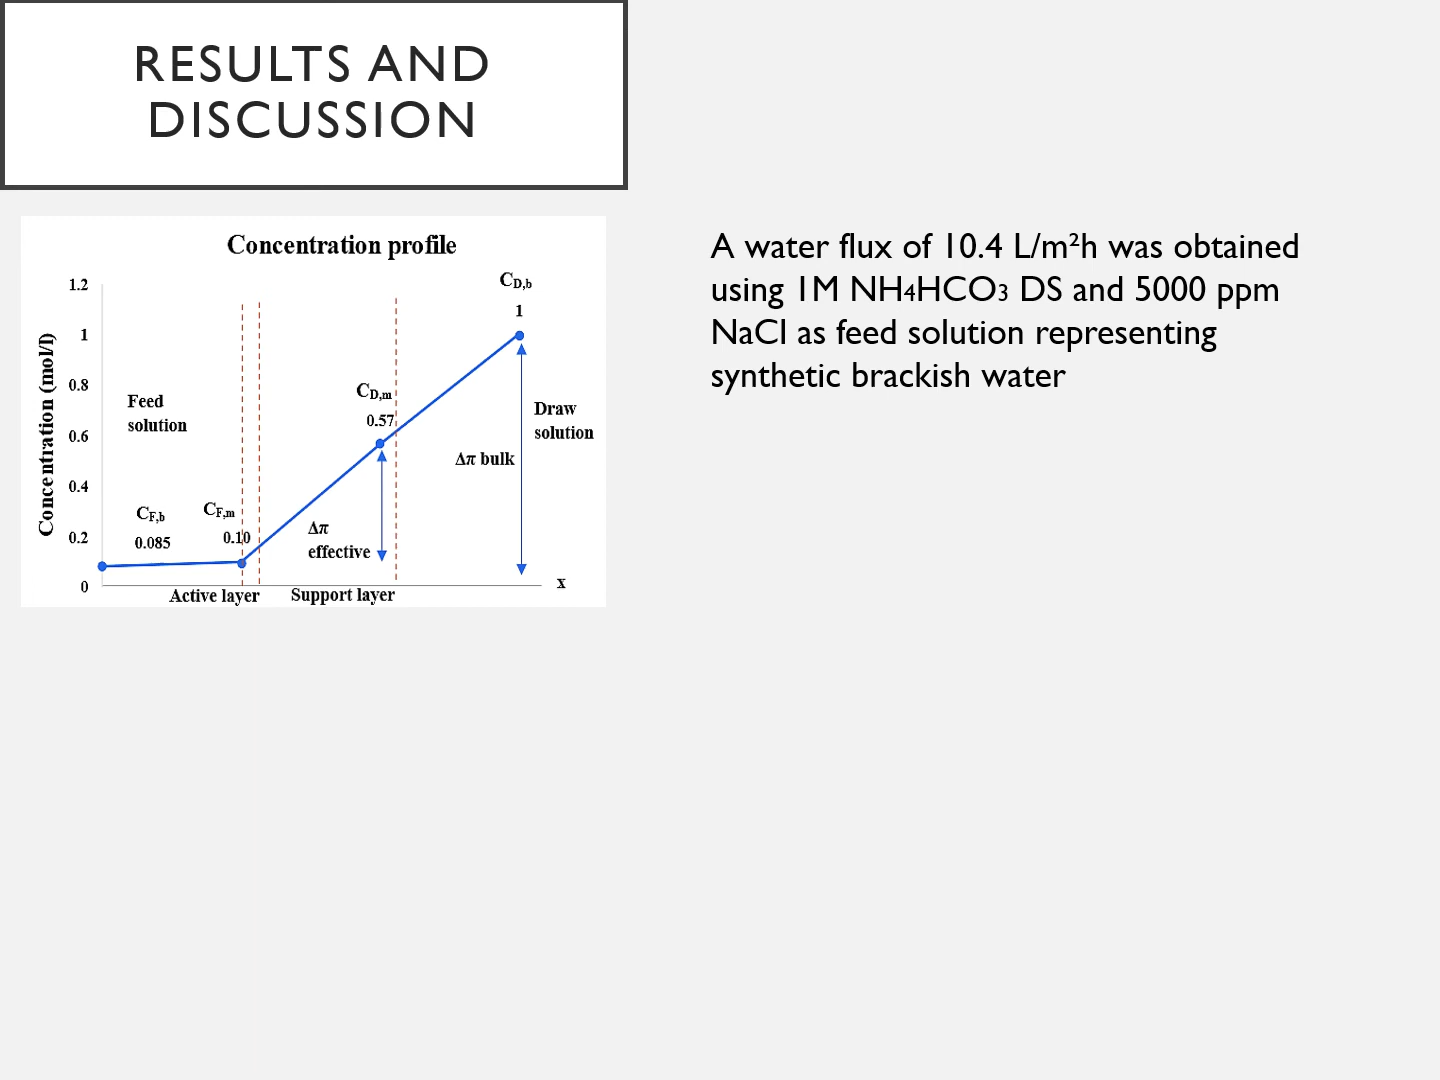 RESULTS AND
DISCUSSION
Concentration profile
Concentration (mol/l)
1.2
1
0.8
0.6
0.4
0.2
0
Feed
solution
C_F,b
0.085
C_F,m
0.10
C_D,m
0.57
C_D,b
1
Δπ
effective
Δπ bulk
Draw
solution
Active layer
Support layer
x
A water flux of 10.4 L/m²h was obtained
using 1M NH₄HCO₃ DS and 5000 ppm
NaCl as feed solution representing
synthetic brackish water